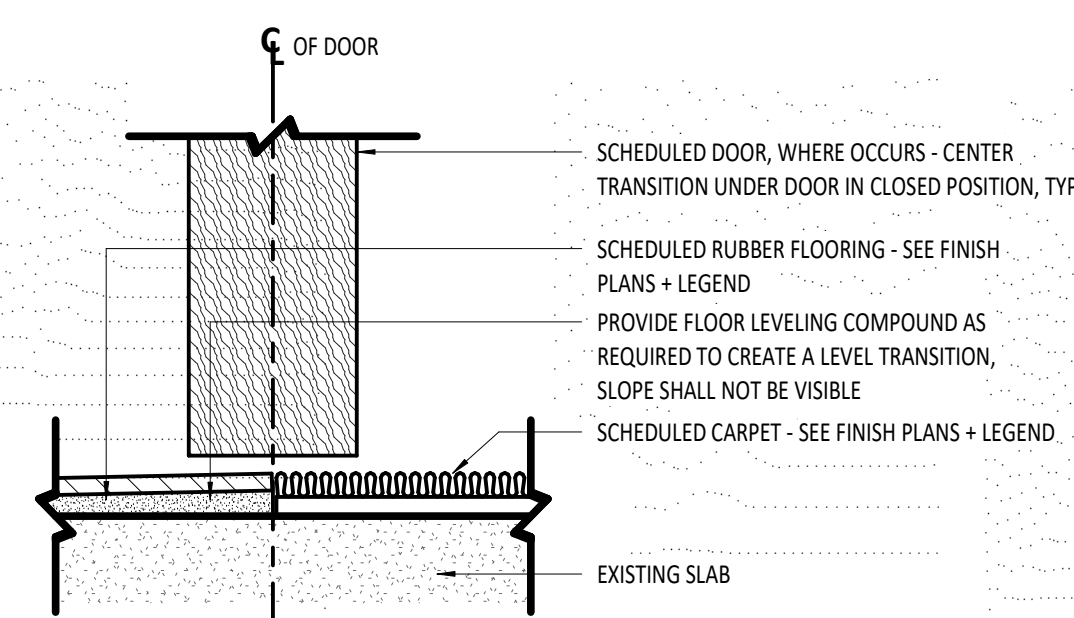 ℄ OF DOOR
SCHEDULED DOOR, WHERE OCCURS - CENTER
TRANSITION UNDER DOOR IN CLOSED POSITION, TYP
SCHEDULED RUBBER FLOORING - SEE FINISH
PLANS + LEGEND
PROVIDE FLOOR LEVELING COMPOUND AS
REQUIRED TO CREATE A LEVEL TRANSITION,
SLOPE SHALL NOT BE VISIBLE
SCHEDULED CARPET - SEE FINISH PLANS + LEGEND
EXISTING SLAB